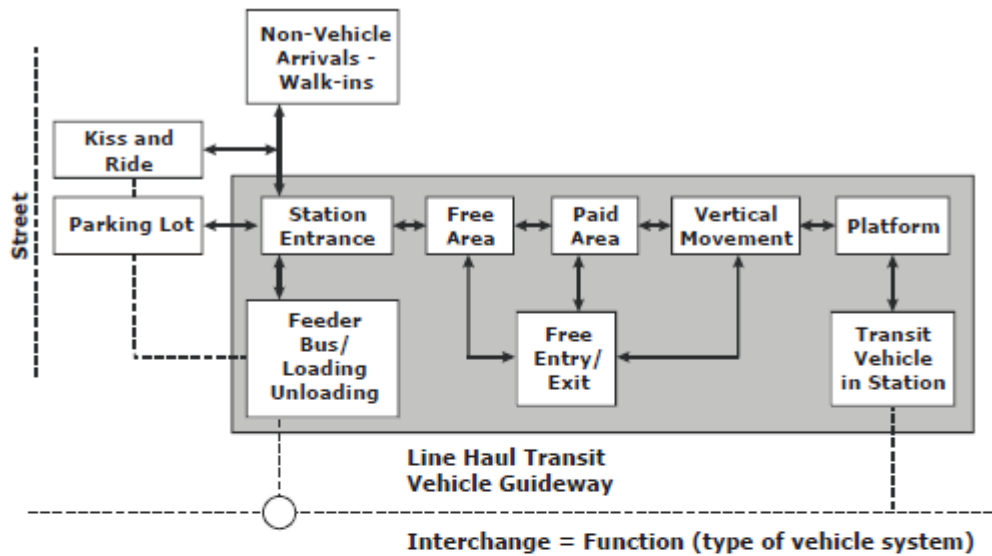 Non-Vehicle
Arrivals -
Walk-ins
Kiss and
Ride
Street
Parking Lot
Station
Entrance
Free
Area
Paid
Area
Vertical
Movement
Platform
Feeder
Bus/
Loading
Unloading
Free
Entry/
Exit
Transit
Vehicle
in Station
Line Haul Transit
Vehicle Guideway
Interchange = Function (type of vehicle system)